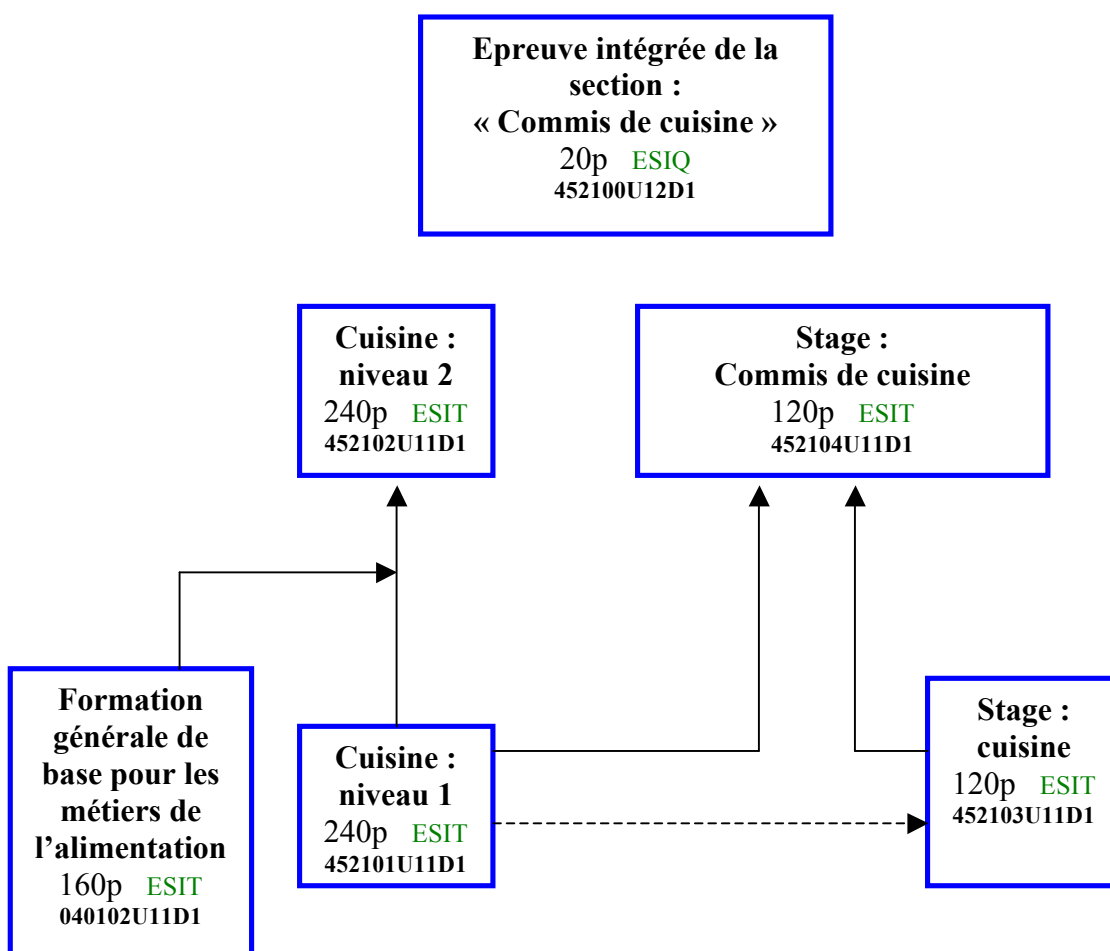 Epreuve intégrée de la
section :
« Commis de cuisine »
20p ESIQ
452100U12D1
Cuisine :
niveau 2
240p ESIT
452102U11D1
Stage :
Commis de cuisine
120p ESIT
452104U11D1
Formation
générale de
base pour les
métiers de
l’alimentation
160p ESIT
040102U11D1
Cuisine :
niveau 1
240p ESIT
452101U11D1
Stage :
cuisine
120p ESIT
452103U11D1